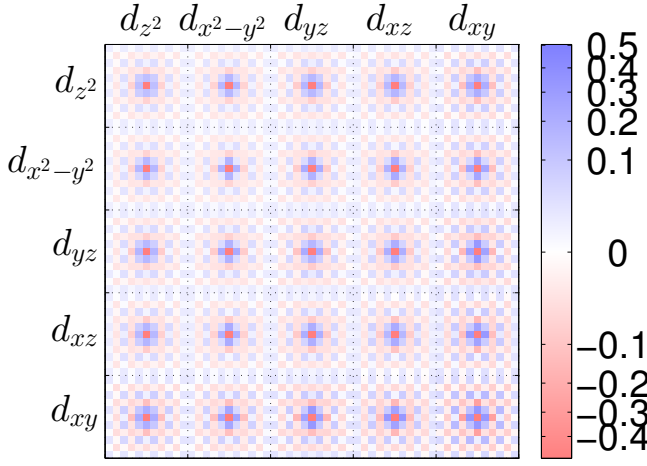 d_{z^2} d_{x^2-y^2} d_{yz} d_{xz} d_{xy}
d_{z^2}
d_{x^2-y^2}
d_{yz}
d_{xz}
d_{xy}
0.5
0.4
0.3
0.2
0.1
0
−0.1
−0.2
−0.3
−0.4